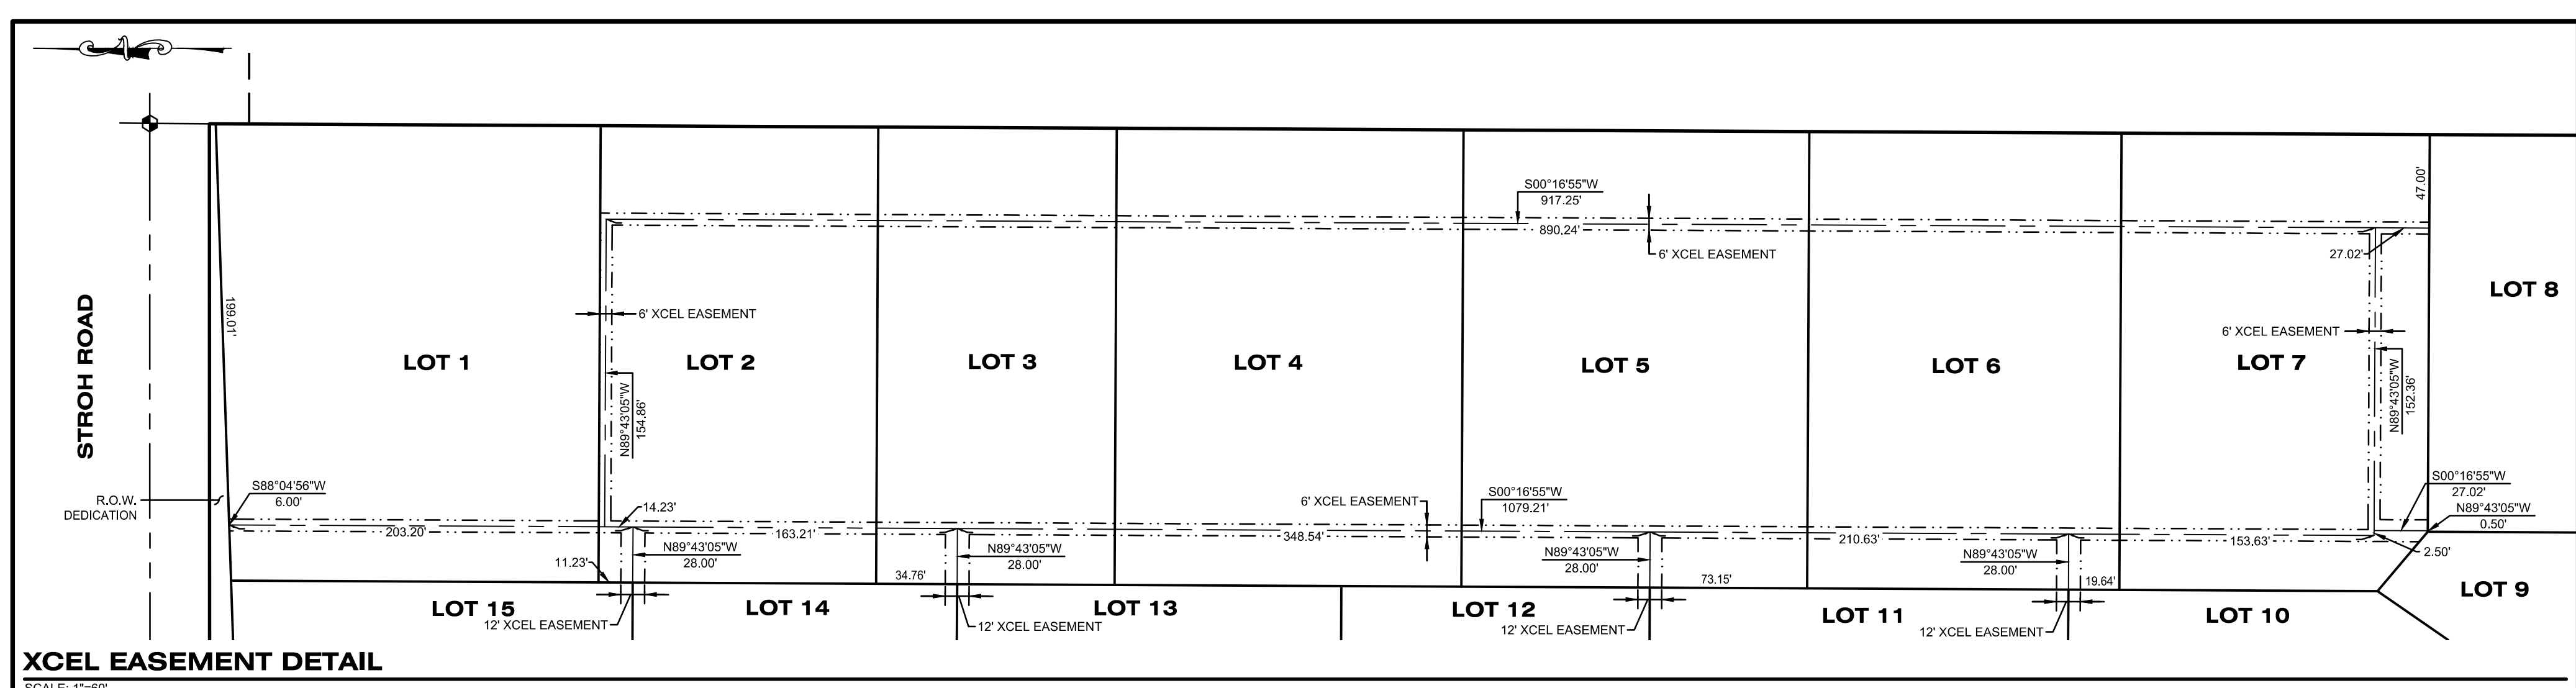 S00°16'55"W
917.25'
890.24'
6' XCEL EASEMENT
47.00'
27.02'
LOT 8
199.01'
STROH ROAD
6' XCEL EASEMENT
6' XCEL EASEMENT
LOT 1
LOT 2
LOT 3
LOT 4
LOT 5
LOT 6
LOT 7
N89°43'05"W
154.86'
N89°43'05"W
152.36'
S88°04'56"W
6.00'
R.O.W.
DEDICATION
14.23'
6' XCEL EASEMENT
S00°16'55"W
1079.21'
S00°16'55"W
27.02'
N89°43'05"W
0.50'
203.20'
163.21'
348.54'
210.63'
153.63'
2.50'
11.23'
N89°43'05"W
28.00'
34.76'
N89°43'05"W
28.00'
N89°43'05"W
28.00'
73.15'
N89°43'05"W
28.00'
19.64'
LOT 15
LOT 14
LOT 13
LOT 12
LOT 11
LOT 10
LOT 9
12' XCEL EASEMENT
12' XCEL EASEMENT
12' XCEL EASEMENT
12' XCEL EASEMENT
XCEL EASEMENT DETAIL
SCALE: 1"=60'